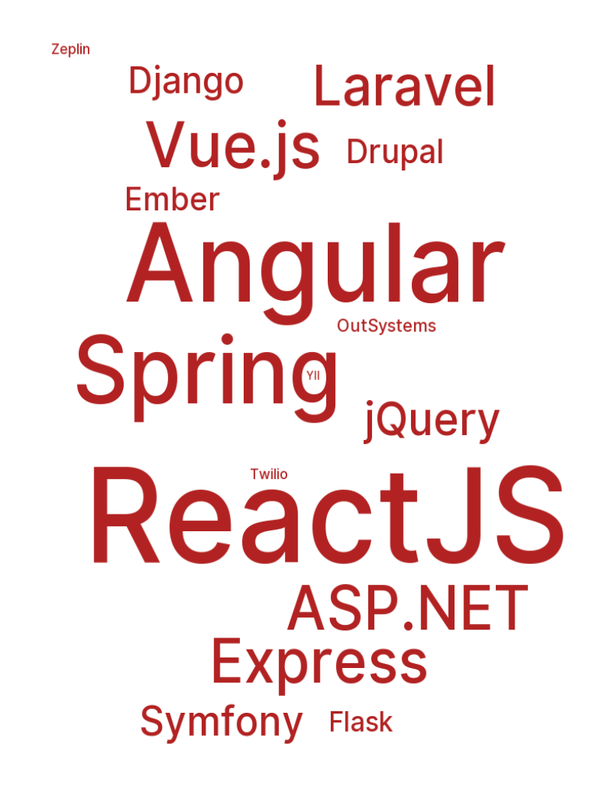 Zeplin
Django
Laravel
Vue.js
Drupal
Ember
Angular
OutSystems
Spring
YII
jQuery
Twilio
ReactJS
ASP.NET
Express
Symfony
Flask